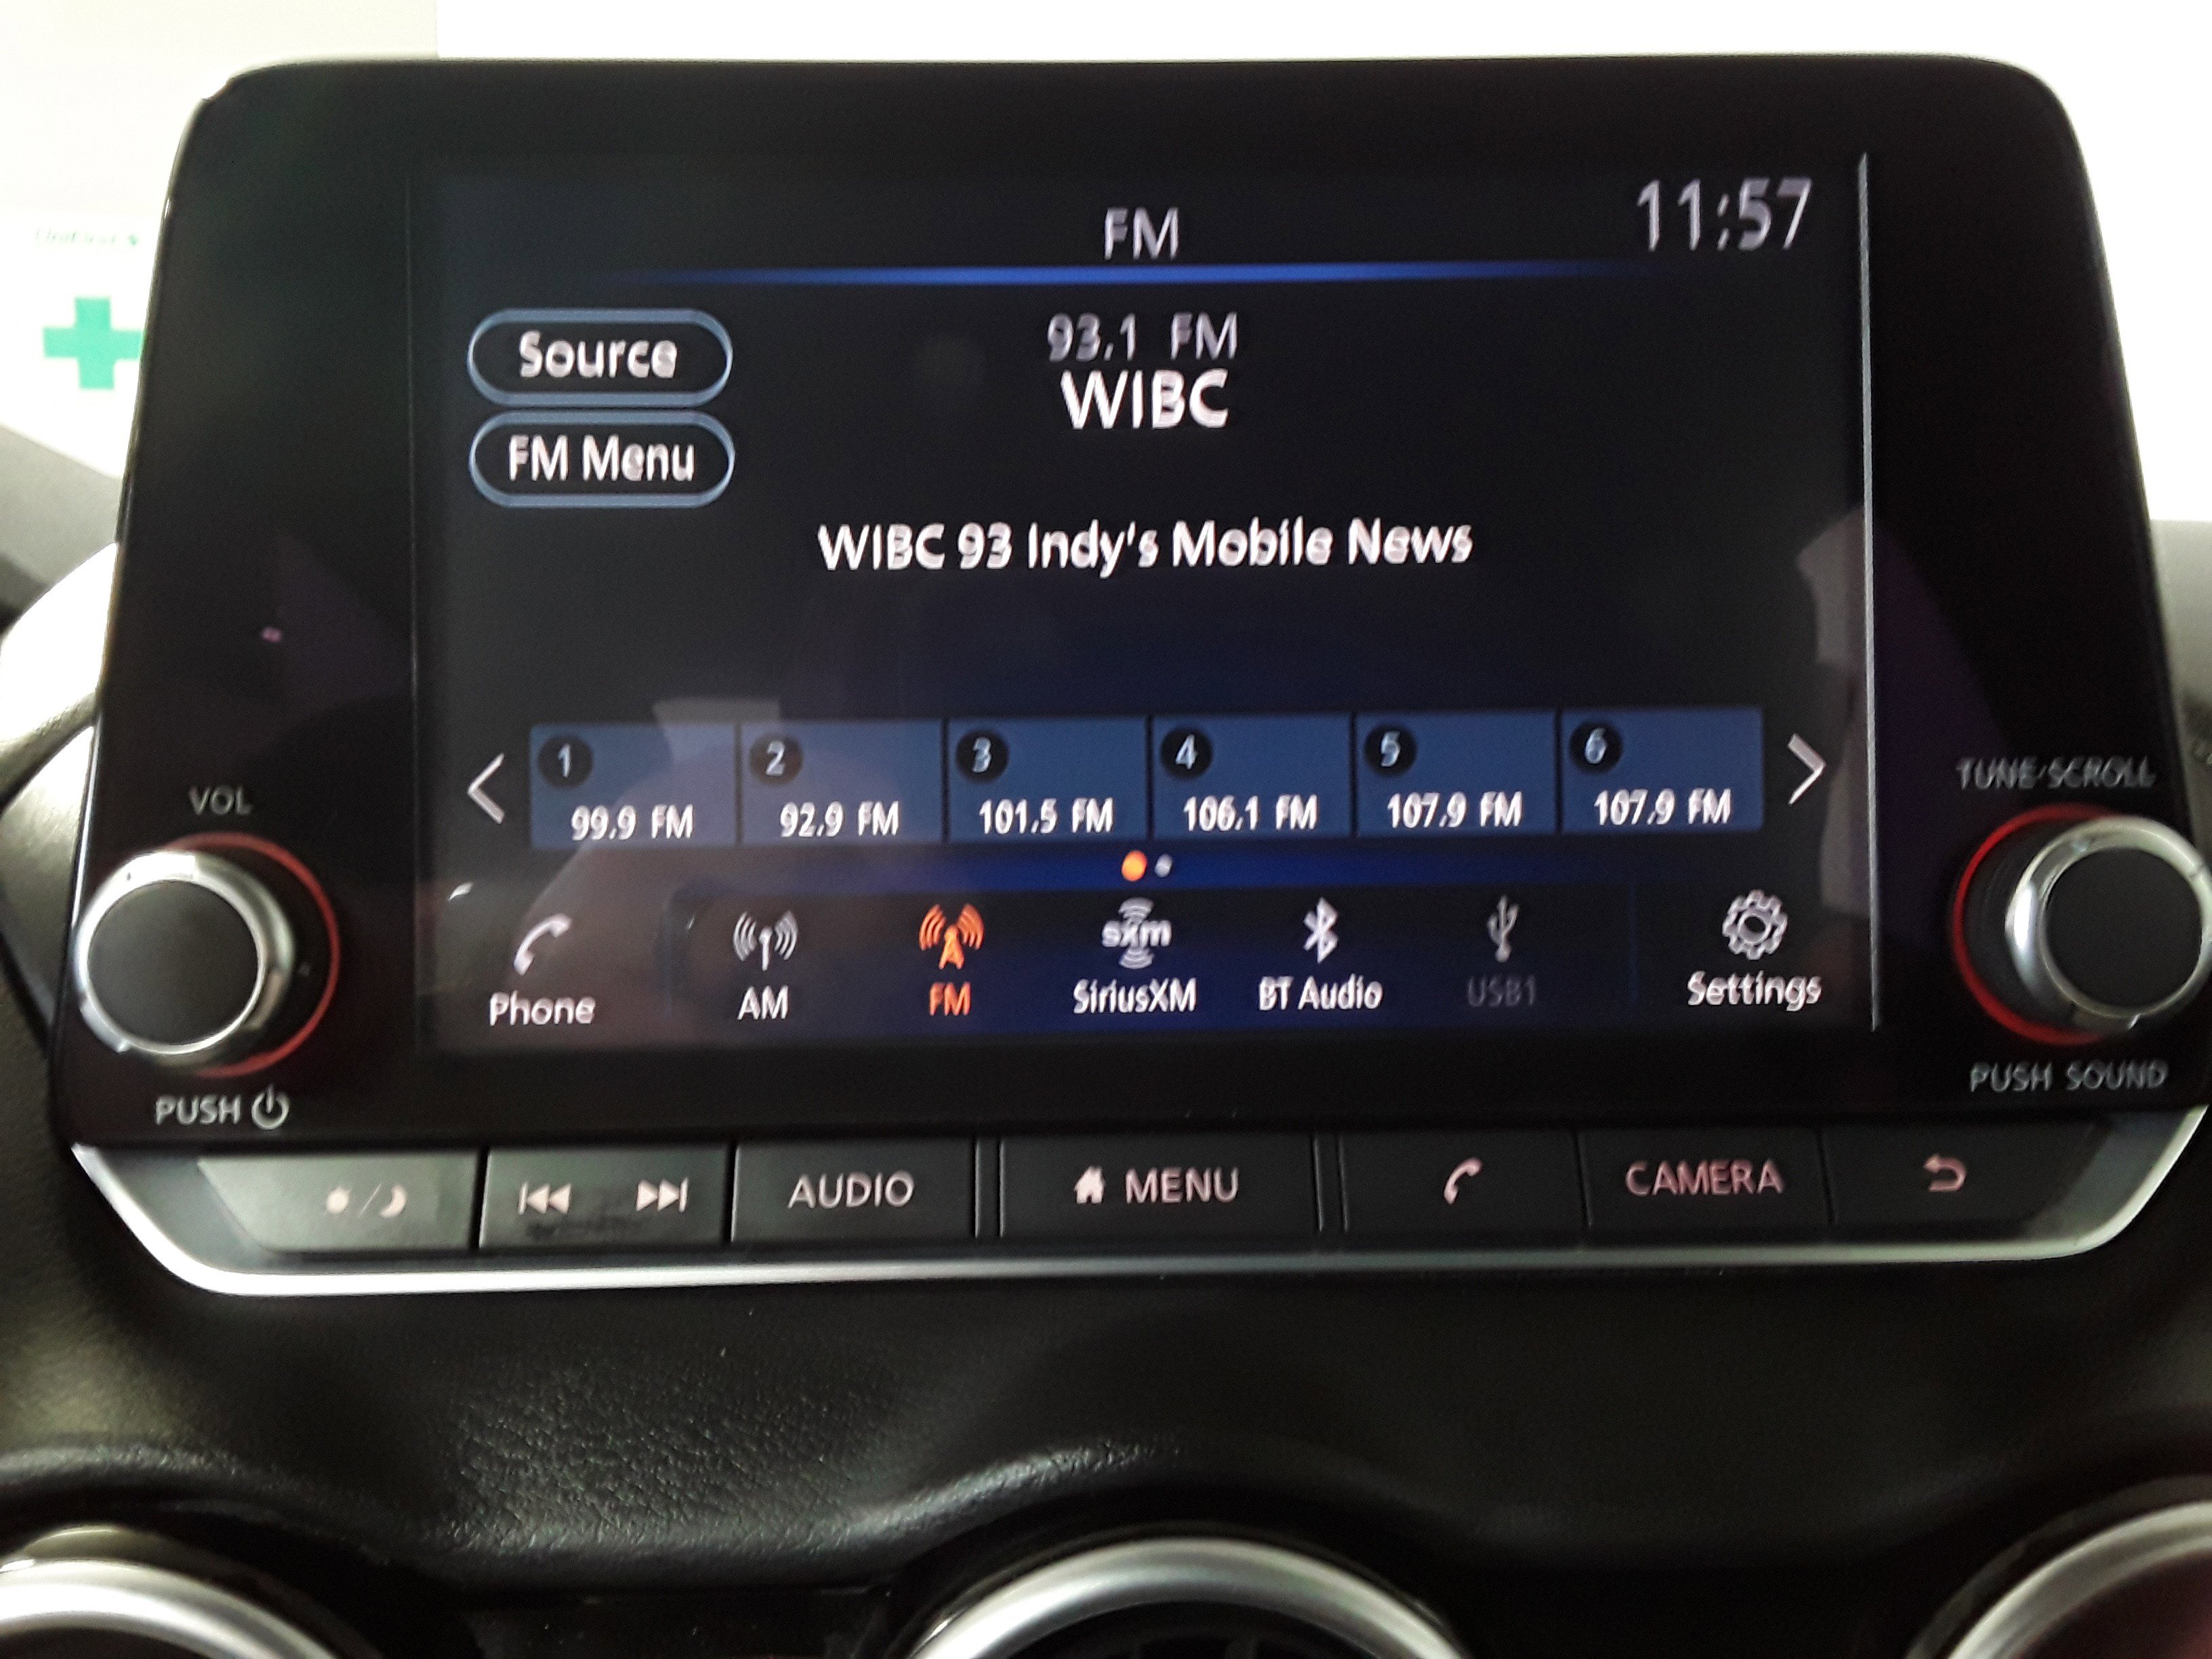 11:57
FM
Source
93.1 FM
WIBC
FM Menu
WIBC 93 Indy's Mobile News
1 2 3 4 5 6
99.9 FM 92.9 FM 101.5 FM 106.1 FM 107.9 FM 107.9 FM
VOL
TUNE/SCROLL
sxm
Phone AM FM SiriusXM BT Audio USB1 Settings
PUSH
PUSH SOUND
AUDIO MENU CAMERA